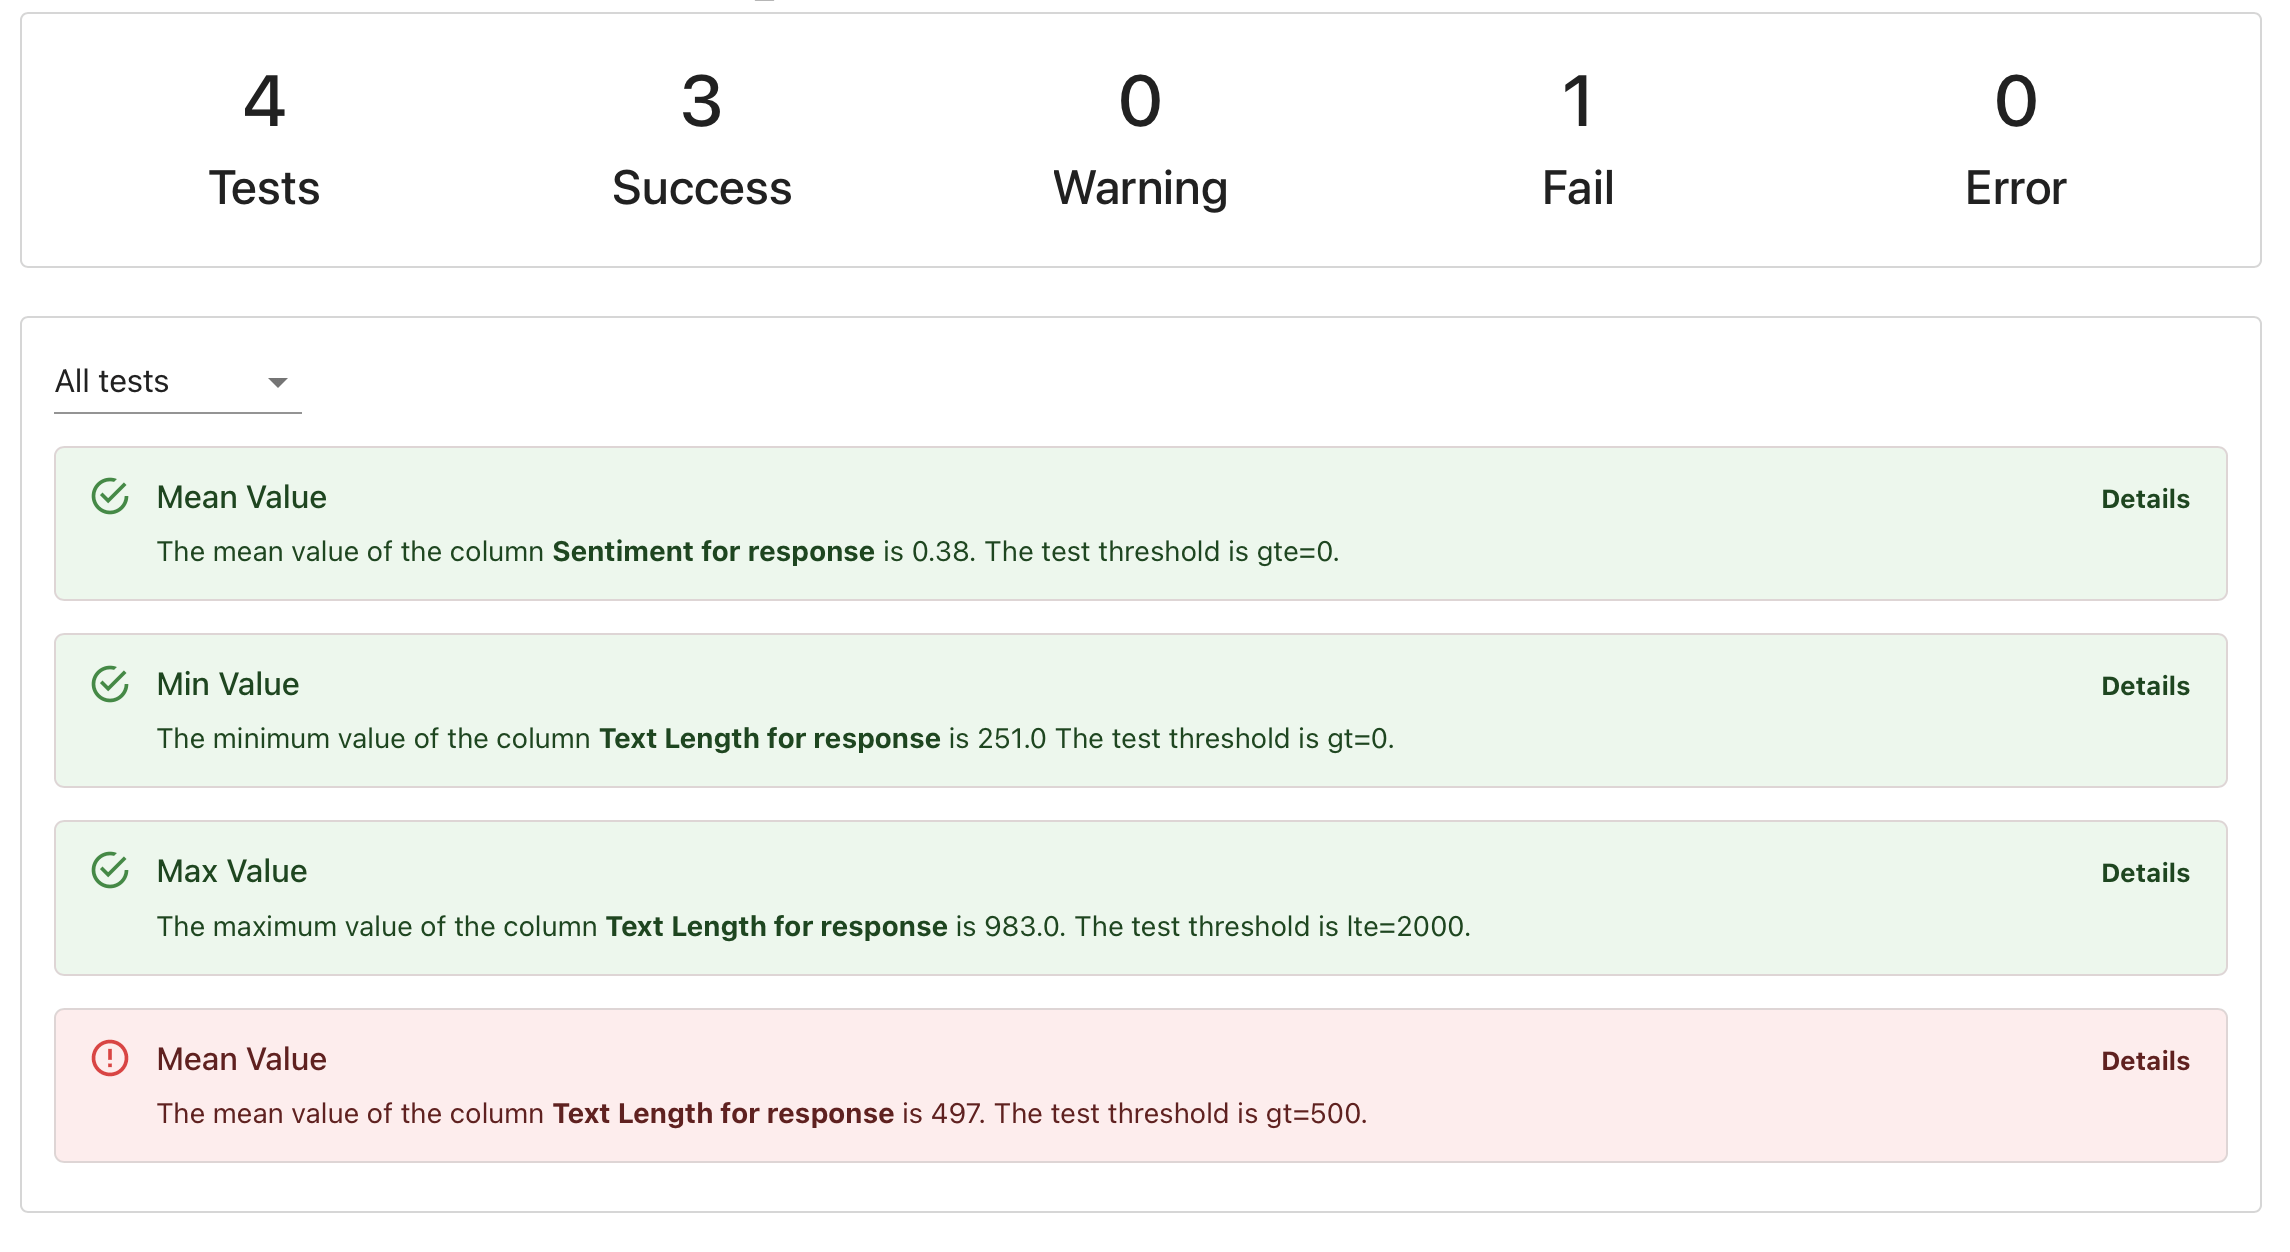 4
Tests
3
Success
0
Warning
1
Fail
0
Error
All tests
Mean Value
Details
The mean value of the column Sentiment for response is 0.38. The test threshold is gte=0.
Min Value
Details
The minimum value of the column Text Length for response is 251.0 The test threshold is gt=0.
Max Value
Details
The maximum value of the column Text Length for response is 983.0. The test threshold is lte=2000.
Mean Value
Details
The mean value of the column Text Length for response is 497. The test threshold is gt=500.